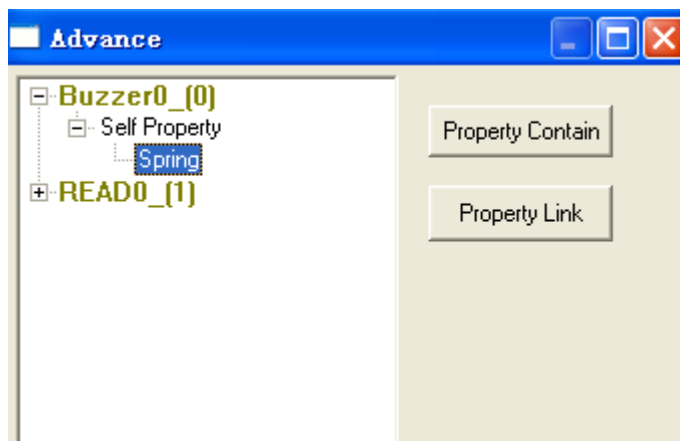 Advance
Buzzer0_(0)
Self Property
Spring
READ0_(1)
Property Contain
Property Link